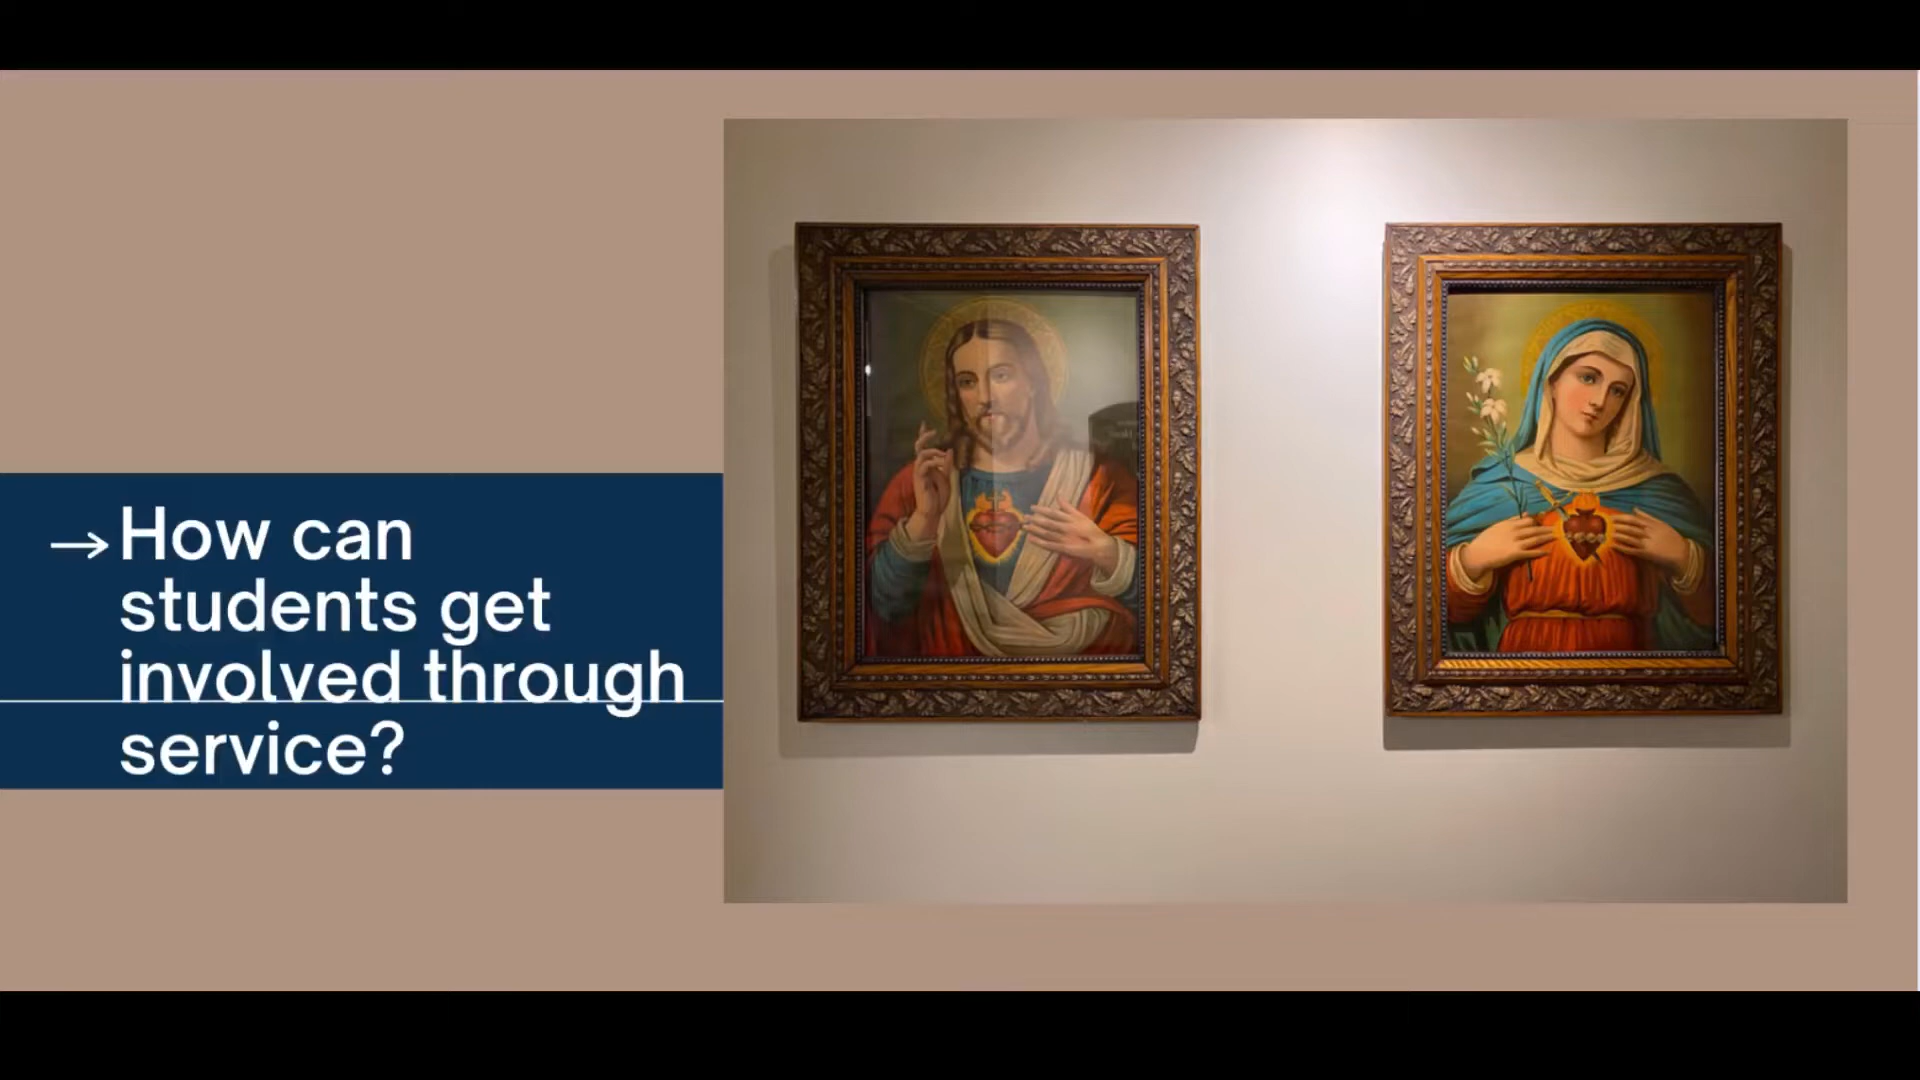 →How can
students get
involved through
service?